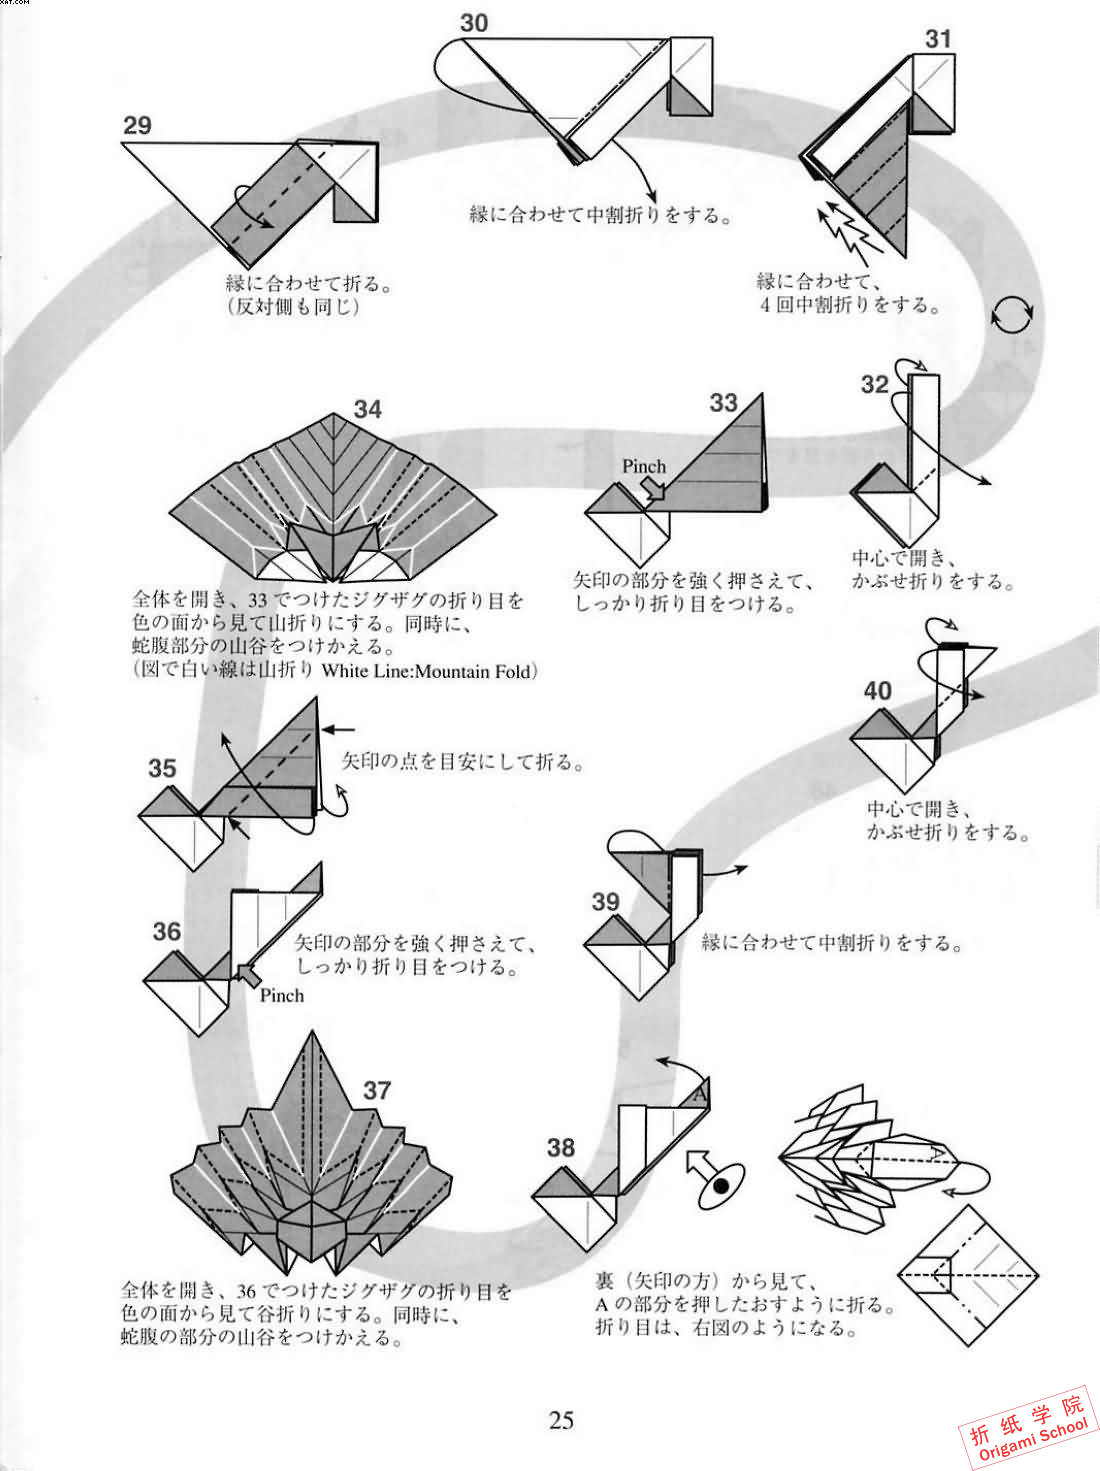 XAT.COM
29
縁に合わせて折る。
（反対側も同じ）
30
縁に合わせて中割折りをする。
31
縁に合わせて、
４回中割折りをする。
32
中心で開き、
かぶせ折りをする。
33
Pinch
矢印の部分を強く押さえて、
しっかり折り目をつける。
34
全体を開き、33 でつけたジグザグの折り目を
色の面から見て山折りにする。同時に、
蛇腹部分の山谷をつけかえる。
（図で白い線は山折り White Line:Mountain Fold）
35
矢印の点を目安にして折る。
36
矢印の部分を強く押さえて、
しっかり折り目をつける。
Pinch
37
全体を開き、36 でつけたジグザグの折り目を
色の面から見て谷折りにする。同時に、
蛇腹の部分の山谷をつけかえる。
38
A
A
裏（矢印の方）から見て、
A の部分を押したおすように折る。
折り目は、右図のようになる。
39
縁に合わせて中割折りをする。
40
中心で開き、
かぶせ折りをする。
25
折纸学院
Origami School